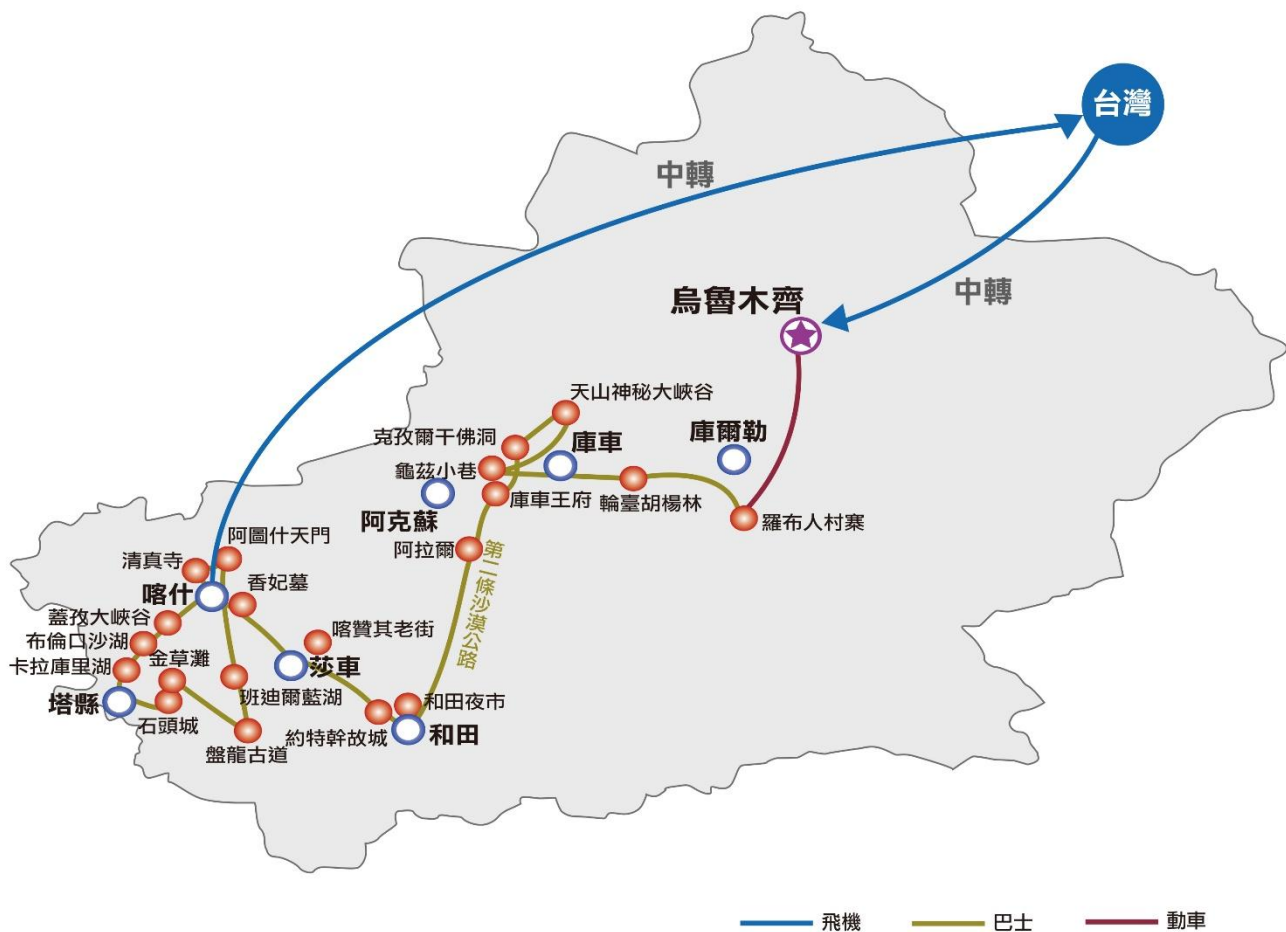 台灣
中轉
中轉
烏魯木齊
天山神秘大峽谷
克孜爾干佛洞
庫車
庫爾勒
龜茲小巷
庫車王府
輪臺胡楊林
阿克蘇
羅布人村寨
阿拉爾
第二條沙漠公路
阿圖什天門
清真寺
香妃墓
喀什
蓋孜大峽谷
喀贊其老街
布倫口沙湖
金草灘
莎車
卡拉庫里湖
班迪爾藍湖
和田夜市
塔縣
石頭城
約特幹故城
和田
盤龍古道
飛機
巴士
動車